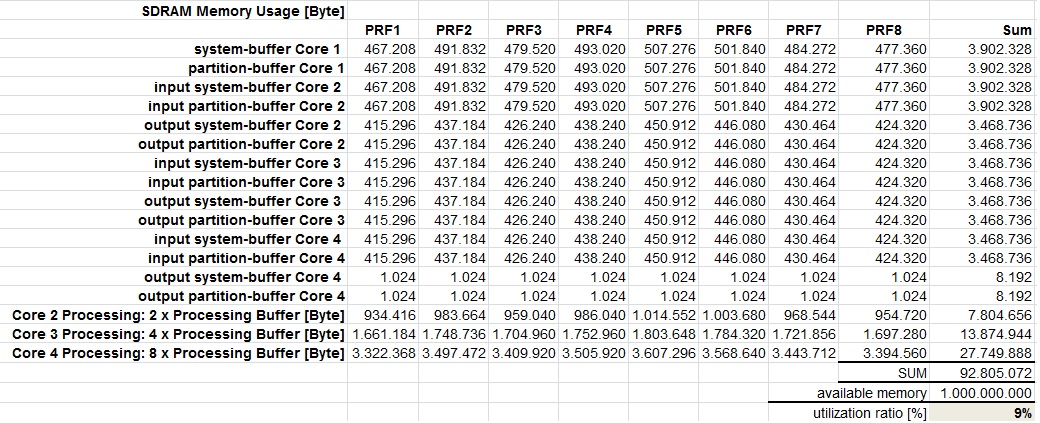 SDRAM Memory Usage [Byte]
PRF1 PRF2 PRF3 PRF4 PRF5 PRF6 PRF7 PRF8 Sum
system-buffer Core 1 467.208 491.832 479.520 493.020 507.276 501.840 484.272 477.360 3.902.328
partition-buffer Core 1 467.208 491.832 479.520 493.020 507.276 501.840 484.272 477.360 3.902.328
input system-buffer Core 2 467.208 491.832 479.520 493.020 507.276 501.840 484.272 477.360 3.902.328
input partition-buffer Core 2 467.208 491.832 479.520 493.020 507.276 501.840 484.272 477.360 3.902.328
output system-buffer Core 2 415.296 437.184 426.240 438.240 450.912 446.080 430.464 424.320 3.468.736
output partition-buffer Core 2 415.296 437.184 426.240 438.240 450.912 446.080 430.464 424.320 3.468.736
input system-buffer Core 3 415.296 437.184 426.240 438.240 450.912 446.080 430.464 424.320 3.468.736
input partition-buffer Core 3 415.296 437.184 426.240 438.240 450.912 446.080 430.464 424.320 3.468.736
output system-buffer Core 3 415.296 437.184 426.240 438.240 450.912 446.080 430.464 424.320 3.468.736
output partition-buffer Core 3 415.296 437.184 426.240 438.240 450.912 446.080 430.464 424.320 3.468.736
input system-buffer Core 4 415.296 437.184 426.240 438.240 450.912 446.080 430.464 424.320 3.468.736
input partition-buffer Core 4 415.296 437.184 426.240 438.240 450.912 446.080 430.464 424.320 3.468.736
output system-buffer Core 4 1.024 1.024 1.024 1.024 1.024 1.024 1.024 1.024 8.192
output partition-buffer Core 4 1.024 1.024 1.024 1.024 1.024 1.024 1.024 1.024 8.192
Core 2 Processing: 2 x Processing Buffer [Byte] 934.416 983.664 959.040 986.040 1.014.552 1.003.680 968.544 954.720 7.804.656
Core 3 Processing: 4 x Processing Buffer [Byte] 1.661.184 1.748.736 1.704.960 1.752.960 1.803.648 1.784.320 1.721.856 1.697.280 13.874.944
Core 4 Processing: 8 x Processing Buffer [Byte] 3.322.368 3.497.472 3.409.920 3.505.920 3.607.296 3.568.640 3.443.712 3.394.560 27.749.888
SUM 92.805.072
available memory 1.000.000.000
utilization ratio [%] 9%